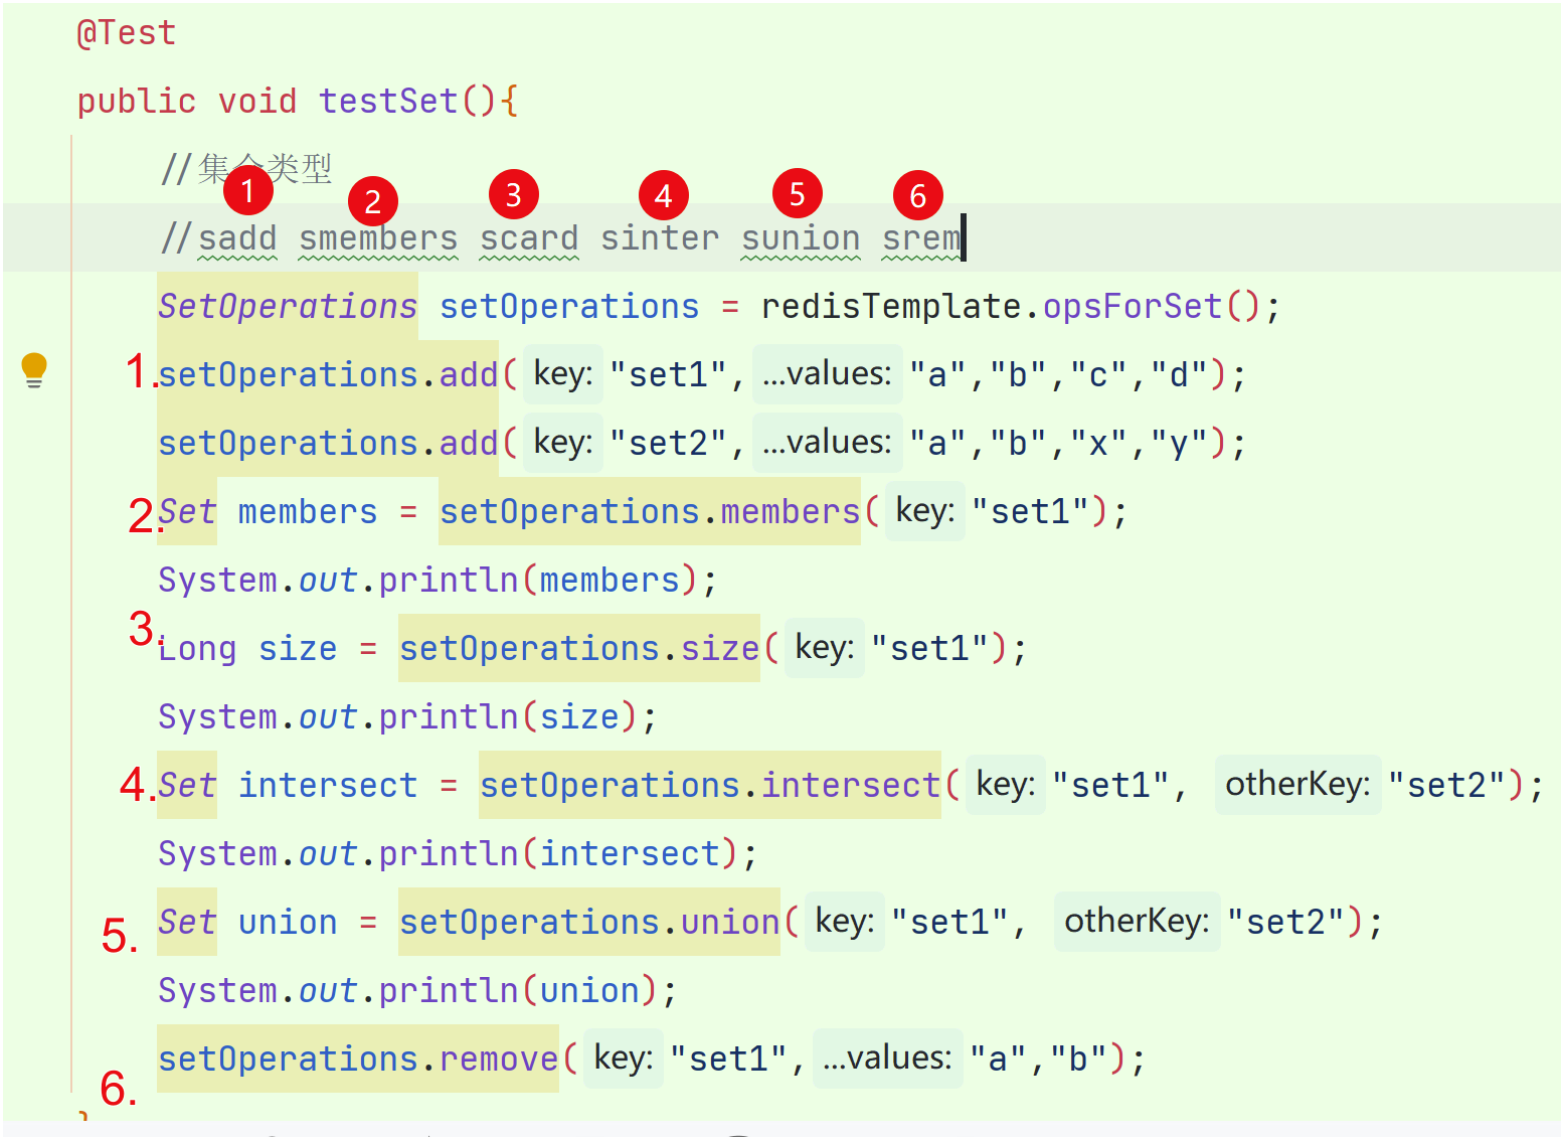 @Test
public void testSet(){
//集合类型
1 2 3 4 5 6
//sadd smembers scard sinter sunion srem
SetOperations setOperations = redisTemplate.opsForSet();
1. setOperations.add( key: "set1", ...values: "a","b","c","d");
setOperations.add( key: "set2", ...values: "a","b","x","y");
2. Set members = setOperations.members( key: "set1");
System.out.println(members);
3. Long size = setOperations.size( key: "set1");
System.out.println(size);
4. Set intersect = setOperations.intersect( key: "set1", otherKey: "set2");
System.out.println(intersect);
5. Set union = setOperations.union( key: "set1", otherKey: "set2");
System.out.println(union);
6. setOperations.remove( key: "set1", ...values: "a","b");
}